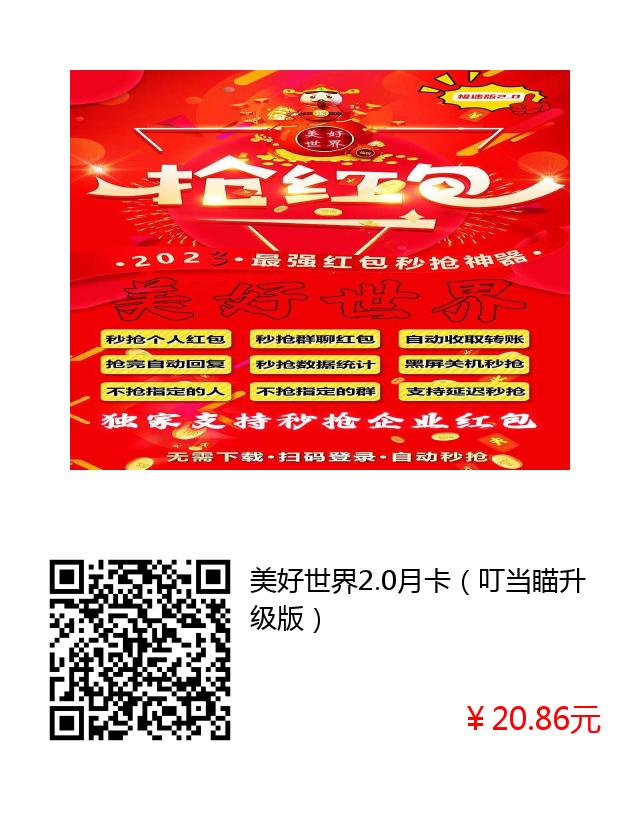 极速版2.0
美好
世界
抢红包
·2023·最强红包秒抢神器·
美好世界
秒抢个人红包 秒抢群聊红包 自动收取转账
抢完自动回复 秒抢数据统计 黑屏关机秒抢
不抢指定的人 不抢指定的群 支持延迟秒抢
独家支持秒抢企业红包
无需下载·扫码登录·自动秒抢
美好世界2.0月卡（叮当瞄升
级版）
￥20.86元